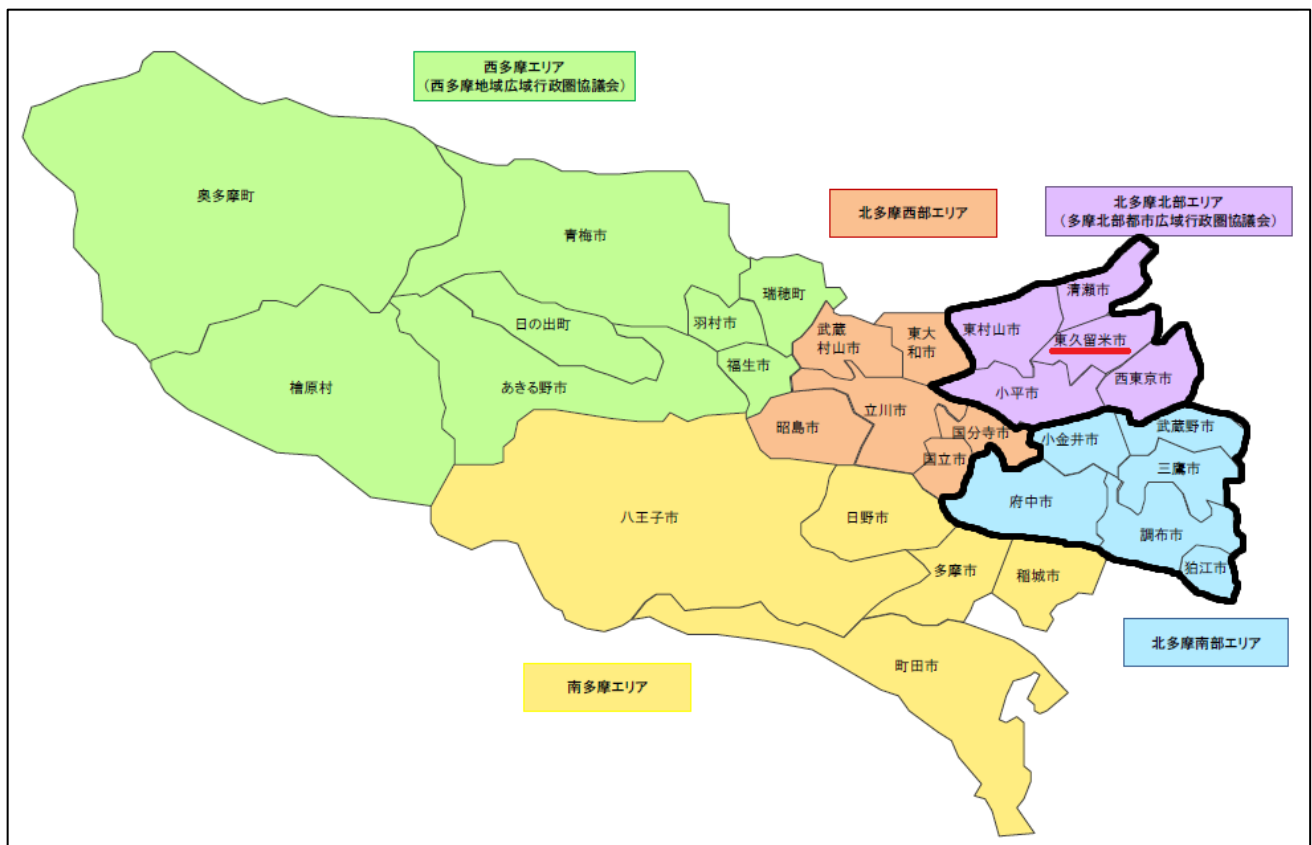 西多摩エリア
（西多摩地域広域行政圏協議会）
北多摩西部エリア
北多摩北部エリア
（多摩北部都市広域行政圏協議会）
奥多摩町
青梅市
瑞穂町
羽村市
日の出町
福生市
あきる野市
檜原村
武蔵
村山市
東大
和市
立川市
昭島市
国分寺市
国立市
清瀬市
東村山市
東久留米市
小平市
西東京市
武蔵野市
小金井市
三鷹市
府中市
調布市
狛江市
八王子市
日野市
多摩市
稲城市
町田市
北多摩南部エリア
南多摩エリア